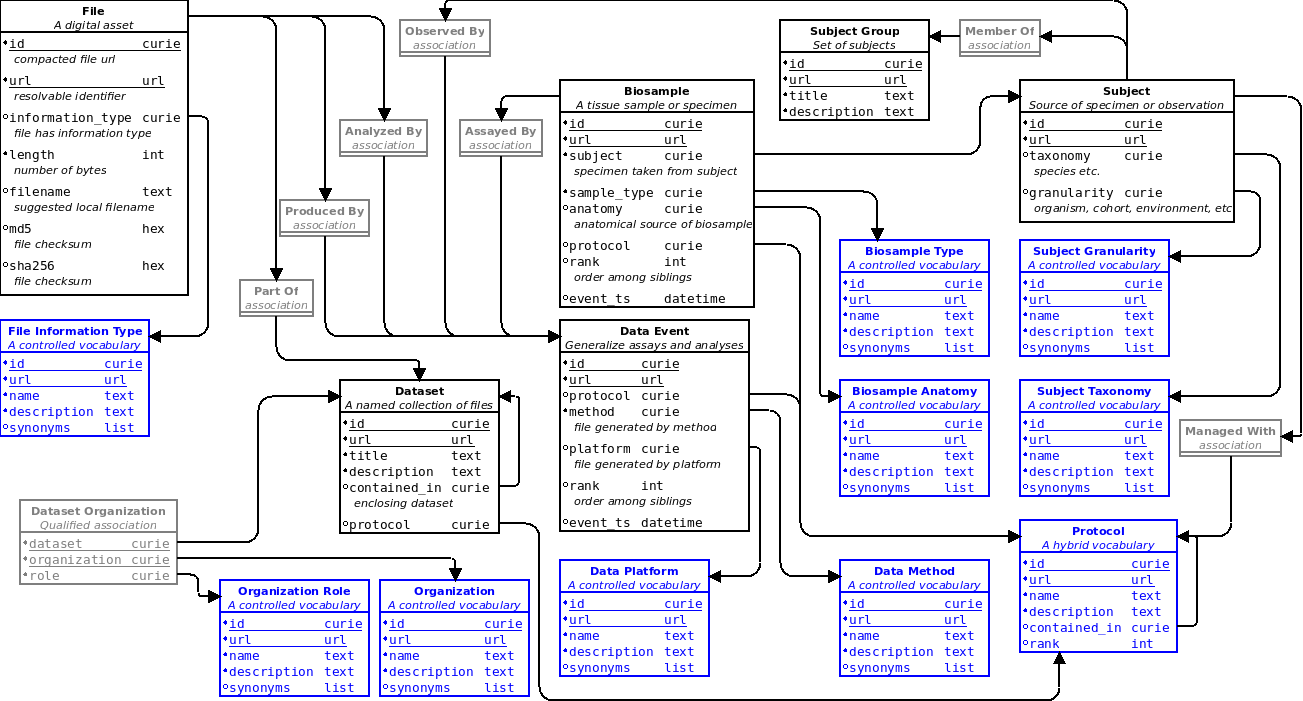 File
A digital asset
id curie
compacted file url
url url
resolvable identifier
information_type curie
file has information type
length int
number of bytes
filename text
suggested local filename
md5 hex
file checksum
sha256 hex
file checksum
Observed By
association
Analyzed By
association
Assayed By
association
Produced By
association
Part Of
association
Biosample
A tissue sample or specimen
id curie
url url
subject curie
specimen taken from subject
sample_type curie
anatomy curie
anatomical source of biosample
protocol curie
rank int
order among siblings
event_ts datetime
Subject Group
Set of subjects
id curie
url url
title text
description text
Member Of
association
Subject
Source of specimen or observation
id curie
url url
taxonomy curie
species etc.
granularity curie
organism, cohort, environment, etc
Biosample Type
A controlled vocabulary
id curie
url url
name text
description text
synonyms list
Subject Granularity
A controlled vocabulary
id curie
url url
name text
description text
synonyms list
File Information Type
A controlled vocabulary
id curie
url url
name text
description text
synonyms list
Dataset
A named collection of files
id curie
url url
title text
description text
contained_in curie
enclosing dataset
protocol curie
Data Event
Generalize assays and analyses
id curie
url url
protocol curie
method curie
file generated by method
platform curie
file generated by platform
rank int
order among siblings
event_ts datetime
Biosample Anatomy
A controlled vocabulary
id curie
url url
name text
description text
synonyms list
Subject Taxonomy
A controlled vocabulary
id curie
url url
name text
description text
synonyms list
Managed With
association
Dataset Organization
Qualified association
dataset curie
organization curie
role curie
Organization Role
A controlled vocabulary
id curie
url url
name text
description text
synonyms list
Organization
A controlled vocabulary
id curie
url url
name text
description text
synonyms list
Data Platform
A controlled vocabulary
id curie
url url
name text
description text
synonyms list
Data Method
A controlled vocabulary
id curie
url url
name text
description text
synonyms list
Protocol
A hybrid vocabulary
id curie
url url
name text
description text
contained_in curie
rank int